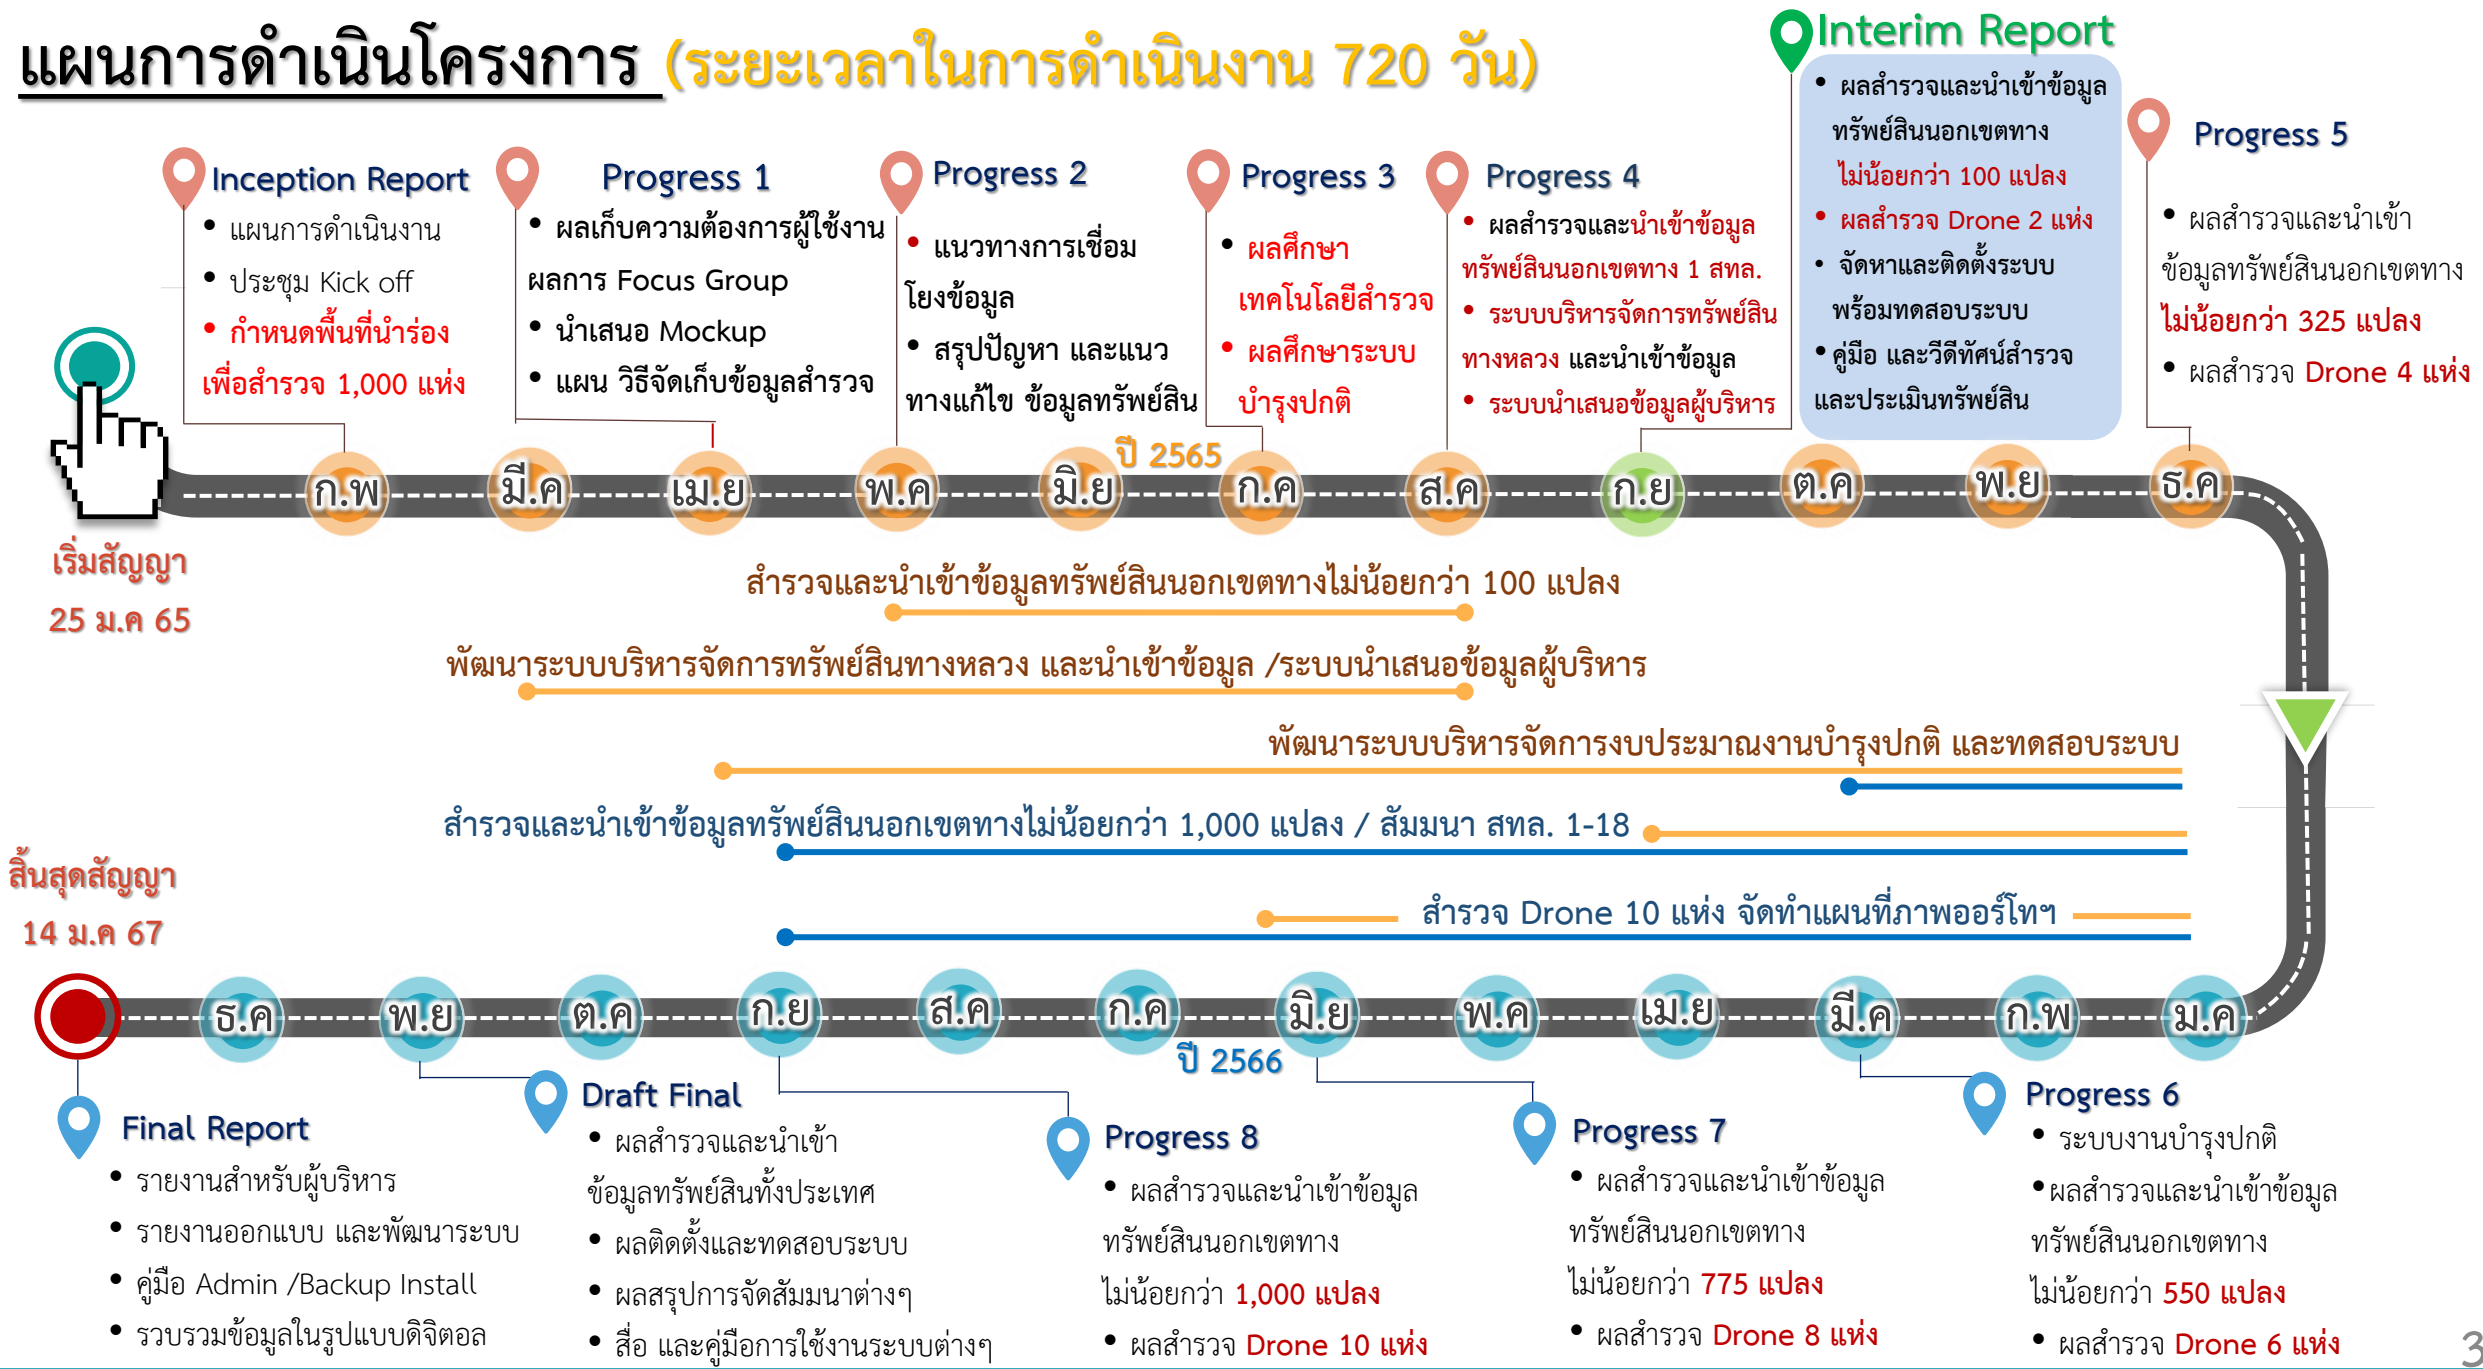 แผนการดำเนินโครงการ (ระยะเวลาในการดำเนินงาน 720 วัน)
Inception Report
• แผนการดำเนินงาน
• ประชุม Kick off
• กำหนดพื้นที่นำร่อง
เพื่อสำรวจ 1,000 แห่ง
Progress 1
• ผลเก็บความต้องการผู้ใช้งาน
ผลการ Focus Group
• นำเสนอ Mockup
• แผน วิธีจัดเก็บข้อมูลสำรวจ
Progress 2
• แนวทางการเชื่อม
โยงข้อมูล
• สรุปปัญหา และแนว
ทางแก้ไข ข้อมูลทรัพย์สิน
Progress 3
• ผลศึกษา
เทคโนโลยีสำรวจ
• ผลศึกษาระบบ
บำรุงปกติ
Progress 4
• ผลสำรวจและนำเข้าข้อมูล
ทรัพย์สินนอกเขตทาง 1 สทล.
• ระบบบริหารจัดการทรัพย์สิน
ทางหลวง และนำเข้าข้อมูล
• ระบบนำเสนอข้อมูลผู้บริหาร
Interim Report
• ผลสำรวจและนำเข้าข้อมูล
ทรัพย์สินนอกเขตทาง
ไม่น้อยกว่า 100 แปลง
• ผลสำรวจ Drone 2 แห่ง
• จัดหาและติดตั้งระบบ
พร้อมทดสอบระบบ
• คู่มือ และวีดีทัศน์สำรวจ
และประเมินทรัพย์สิน
Progress 5
• ผลสำรวจและนำเข้า
ข้อมูลทรัพย์สินนอกเขตทาง
ไม่น้อยกว่า 325 แปลง
• ผลสำรวจ Drone 4 แห่ง
ปี 2565
ก.พ มี.ค เม.ย พ.ค มิ.ย ก.ค ส.ค ก.ย ต.ค พ.ย ธ.ค
เริ่มสัญญา
25 ม.ค 65
สำรวจและนำเข้าข้อมูลทรัพย์สินนอกเขตทางไม่น้อยกว่า 100 แปลง
พัฒนาระบบบริหารจัดการทรัพย์สินทางหลวง และนำเข้าข้อมูล /ระบบนำเสนอข้อมูลผู้บริหาร
พัฒนาระบบบริหารจัดการงบประมาณงานบำรุงปกติ และทดสอบระบบ
สำรวจและนำเข้าข้อมูลทรัพย์สินนอกเขตทางไม่น้อยกว่า 1,000 แปลง / สัมมนา สทล. 1-18
สำรวจ Drone 10 แห่ง จัดทำแผนที่ภาพออร์โทฯ
สิ้นสุดสัญญา
14 ม.ค 67
ธ.ค พ.ย ต.ค ก.ย ส.ค ก.ค มิ.ย พ.ค เม.ย มี.ค ก.พ ม.ค
ปี 2566
Final Report
• รายงานสำหรับผู้บริหาร
• รายงานออกแบบ และพัฒนาระบบ
• คู่มือ Admin /Backup Install
• รวบรวมข้อมูลในรูปแบบดิจิตอล
Draft Final
• ผลสำรวจและนำเข้า
ข้อมูลทรัพย์สินทั้งประเทศ
• ผลติดตั้งและทดสอบระบบ
• ผลสรุปการจัดสัมมนาต่างๆ
• สื่อ และคู่มือการใช้งานระบบต่างๆ
Progress 8
• ผลสำรวจและนำเข้าข้อมูล
ทรัพย์สินนอกเขตทาง
ไม่น้อยกว่า 1,000 แปลง
• ผลสำรวจ Drone 10 แห่ง
Progress 7
• ผลสำรวจและนำเข้าข้อมูล
ทรัพย์สินนอกเขตทาง
ไม่น้อยกว่า 775 แปลง
• ผลสำรวจ Drone 8 แห่ง
Progress 6
• ระบบงานบำรุงปกติ
• ผลสำรวจและนำเข้าข้อมูล
ทรัพย์สินนอกเขตทาง
ไม่น้อยกว่า 550 แปลง
• ผลสำรวจ Drone 6 แห่ง
3